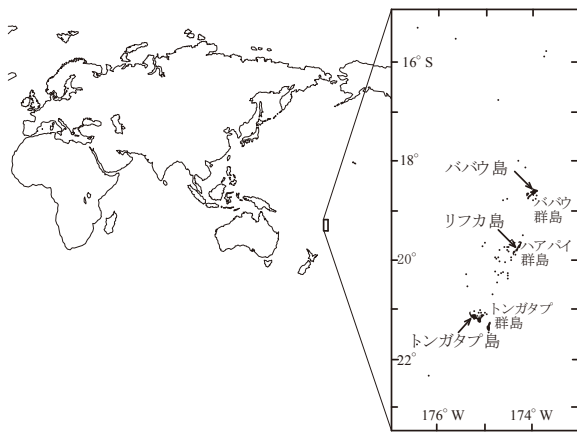 16° S
18°
ババウ島
ババウ
群島
リフカ島
ハアパイ
群島
20°
トンガタプ
群島
トンガタプ島
22°
176° W
174° W